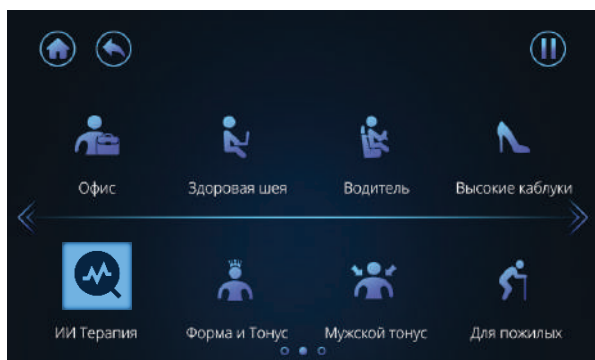 Офис
Здоровая шея
Водитель
Высокие каблуки
ИИ Терапия
Форма и Тонус
Мужской тонус
Для пожилых